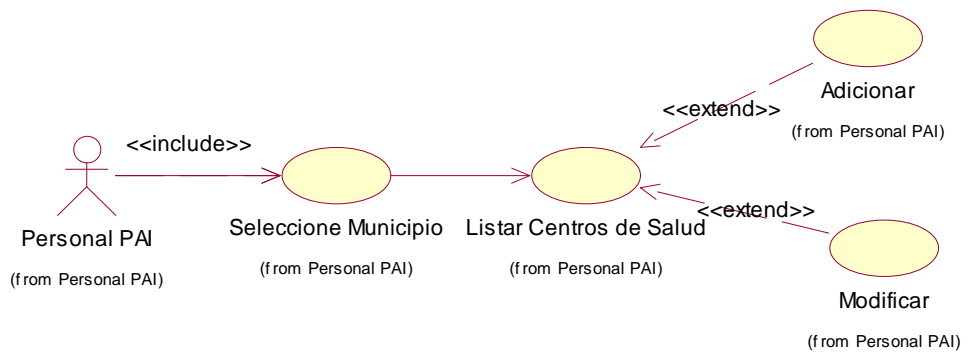 Adicionar
(from Personal PAI)
<<extend>>
<<include>>
Personal PAI
(from Personal PAI)
Seleccione Municipio
(from Personal PAI)
Listar Centros de Salud
(from Personal PAI)
<<extend>>
Modificar
(from Personal PAI)